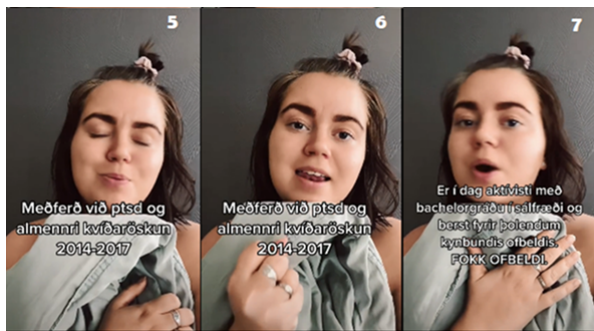 5
Meðferð við ptsd og
almennri kvíðaröskun
2014-2017
6
Meðferð við ptsd og
almennri kvíðaröskun
2014-2017
7
Er í dag aktivisti með
bachelorgráðu í sálfræði og
berst fyrir þolendum
kynbundis ofbeldis.
FOKK OFBELDI.